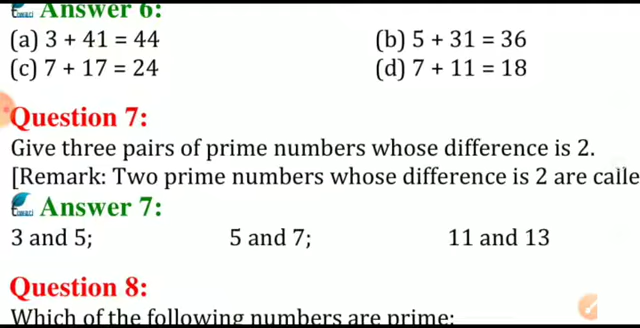 Answer 6:
(a) 3 + 41 = 44 (b) 5 + 31 = 36
(c) 7 + 17 = 24 (d) 7 + 11 = 18
Question 7:
Give three pairs of prime numbers whose difference is 2.
[Remark: Two prime numbers whose difference is 2 are calle
Answer 7:
3 and 5; 5 and 7; 11 and 13
Question 8:
Which of the following numbers are prime: